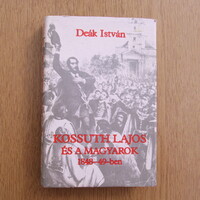 Deák István
KOSSUTH LAJOS
ÉS A MAGYAROK
1848–49-ben